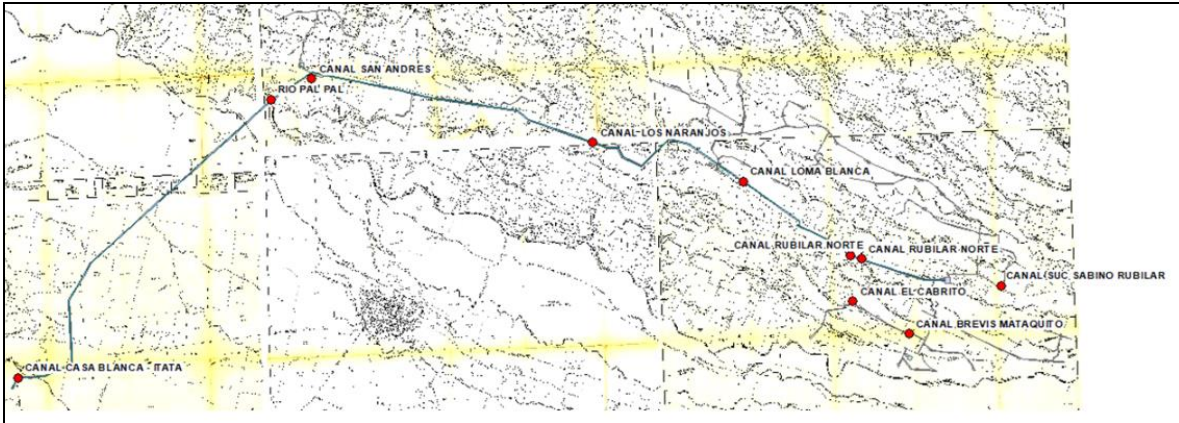 CANAL SAN ANDRES
RIO PAL PAL
CANAL LOS NARANJOS
CANAL LOMA BLANCA
CANAL RUBILAR NORTE
CANAL RUBILAR NORTE
CANAL SUC SABINO RUBILAR
CANAL EL CABRITO
CANAL BREVIS MATAQUITO
CANAL CASA BLANCA - ITATA